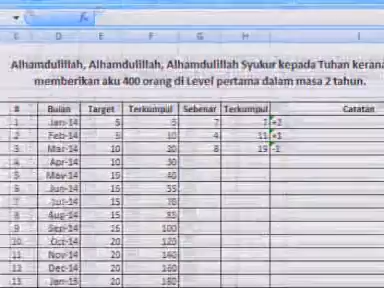 fx
C D E F G H I
Alhamdulillah, Alhamdulillah, Alhamdulillah Syukur kepada Tuhan kerana
memberikan aku 400 orang di Level pertama dalam masa 2 tahun.
# Bulan Target Terkumpul Sebenar Terkumpul Catatan
1 Jan-14 5 5 7 7 +2
2 Feb-14 5 10 4 11 +1
3 Mar-14 10 20 8 19 -1
4 Apr-14 10 30
5 May-14 15 40
6 Jun-14 15 55
7 Jul-14 15 70
8 Aug-14 15 85
9 Sep-14 15 100
10 Oct-14 20 120
11 Nov-14 20 140
12 Dec-14 20 160
13 Jan-15 20 180